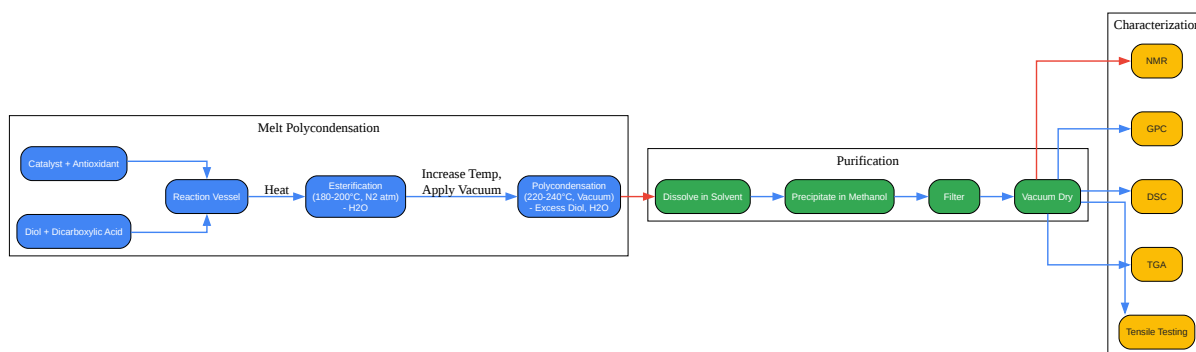 Characterization
NMR
Melt Polycondensation
GPC
Purification
Catalyst + Antioxidant
Reaction Vessel
Heat
Esterification
(180-200°C, N2 atm)
- H2O
Increase Temp,
Apply Vacuum
Polycondensation
(220-240°C, Vacuum)
- Excess Diol, H2O
Dissolve in Solvent
Precipitate in Methanol
Filter
Vacuum Dry
DSC
Diol + Dicarboxylic Acid
TGA
Tensile Testing